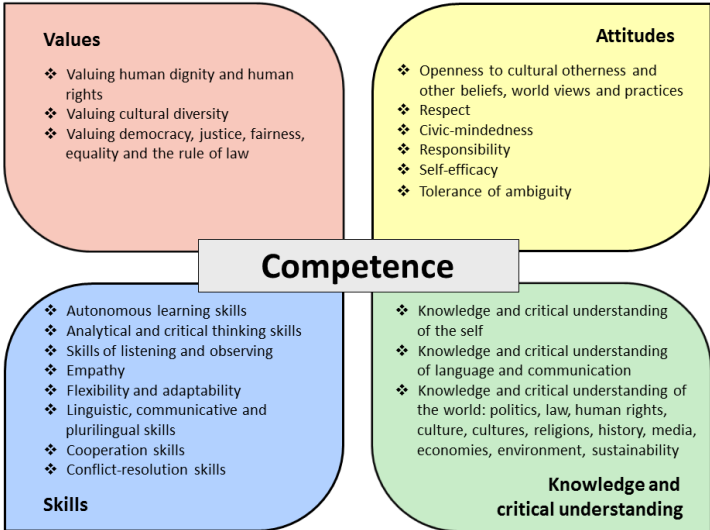 Values
❖ Valuing human dignity and human
rights
❖ Valuing cultural diversity
❖ Valuing democracy, justice, fairness,
equality and the rule of law
Attitudes
❖ Openness to cultural otherness and
other beliefs, world views and practices
❖ Respect
❖ Civic-mindedness
❖ Responsibility
❖ Self-efficacy
❖ Tolerance of ambiguity
Competence
❖ Autonomous learning skills
❖ Analytical and critical thinking skills
❖ Skills of listening and observing
❖ Empathy
❖ Flexibility and adaptability
❖ Linguistic, communicative and
plurilingual skills
❖ Cooperation skills
❖ Conflict-resolution skills
Skills
❖ Knowledge and critical understanding
of the self
❖ Knowledge and critical understanding
of language and communication
❖ Knowledge and critical understanding of
the world: politics, law, human rights,
culture, cultures, religions, history, media,
economies, environment, sustainability
Knowledge and
critical understanding